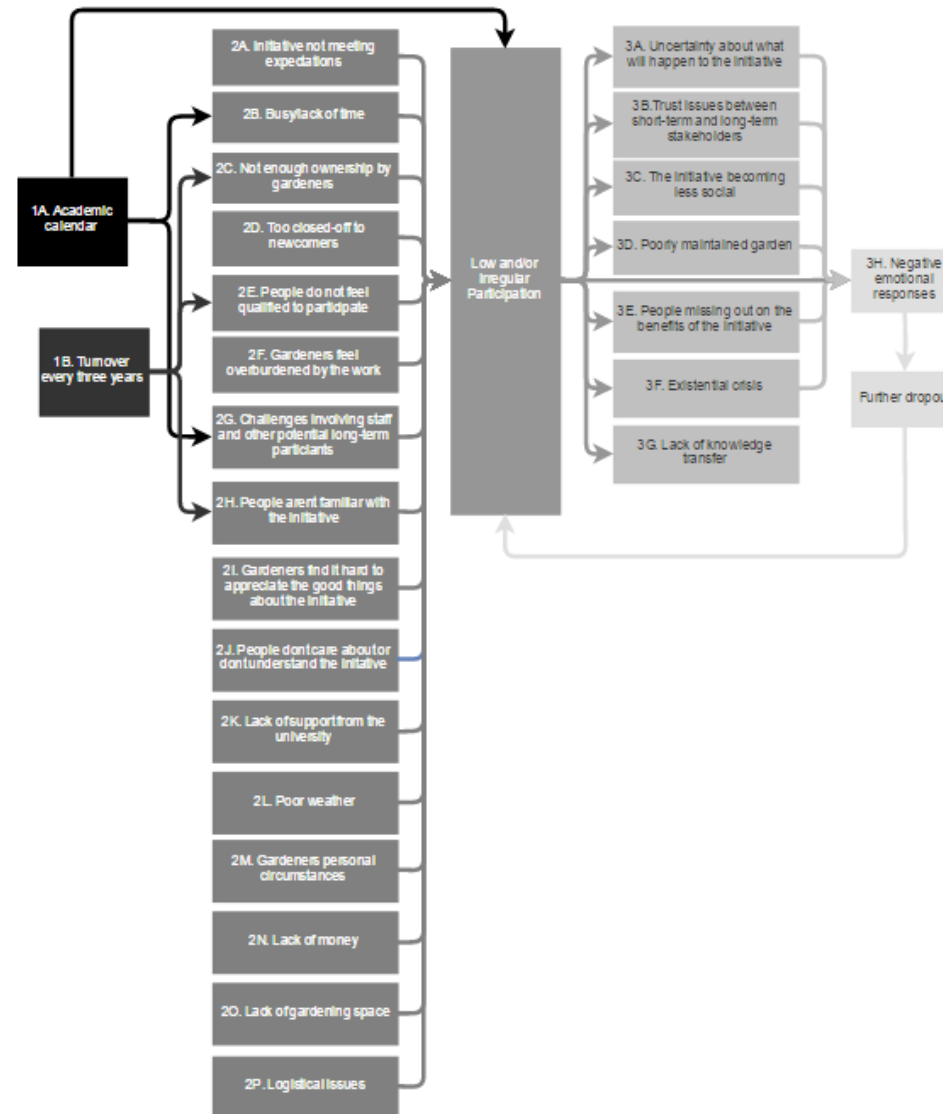 2A. Initiative not meeting
expectations
2B. Busy/lack of time
2C. Not enough ownership by
gardeners
1A. Academic
calendar
2D. Too closed-off to
newcomers
2E. People do not feel
qualified to participate
1B. Turnover
every three years
2F. Gardeners feel
overburdened by the work
2G. Challenges involving staff
and other potential long-term
particiants
2H. People arent familiar with
the initiative
2I. Gardeners find it hard to
appreciate the good things
about the initiative
2J. People dont care about or
dont understand the initative
2K. Lack of support from the
university
2L. Poor weather
2M. Gardeners personal
circumstances
2N. Lack of money
2O. Lack of gardening space
2P. Logistical issues
Low and/or
Irregular
Participation
3A. Uncertainty about what
will happen to the initiative
3B.Trust issues between
short-term and long-term
stakeholders
3C. The initiative becoming
less social
3D. Poorly maintained garden
3E. People missing out on the
benefits of the initiative
3F. Existential crisis
3G. Lack of knowledge
transfer
3H. Negative
emotional
responses
Further dropou